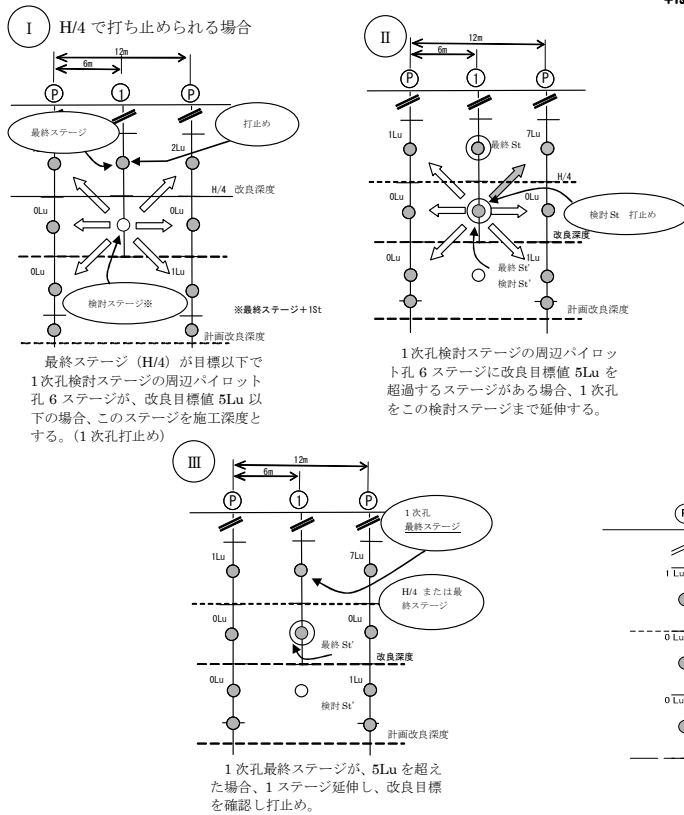 Ⅰ H/4 で打ち止められる場合
12m
6m
P 1 P
最終ステージ
打止め
2Lu
H/4 改良深度
0Lu 0Lu
0Lu 1Lu
検討ステージ※
※最終ステージ+1St
計画改良深度
最終ステージ（H/4）が目標以下で
1次孔検討ステージの周辺パイロット
孔 6 ステージが、改良目標値 5Lu 以
下の場合、このステージを施工深度と
する。（1 次孔打止め）
Ⅱ
12m
6m
P 1 P
1Lu 7Lu
最終 St
H/4
0Lu 0Lu
検討 St 打止め
改良深度
最終 St'
0Lu 1Lu
検討 St'
計画改良深度
1次孔検討ステージの周辺パイロッ
ト孔 6 ステージに改良目標値 5Lu を
超過するステージがある場合、1 次孔
をこの検討ステージまで延伸する。
Ⅲ
12m
6m
P 1 P
1 次孔
最終ステージ
1Lu 7Lu
H/4 または最
終ステージ
0Lu 0Lu
最終 St'
改良深度
0Lu 1Lu
検討 St'
計画改良深度
1 次孔最終ステージが、5Lu を超え
た場合、1 ステージ延伸し、改良目標
を確認し打止め。
1 Lu
0 Lu
0 Lu